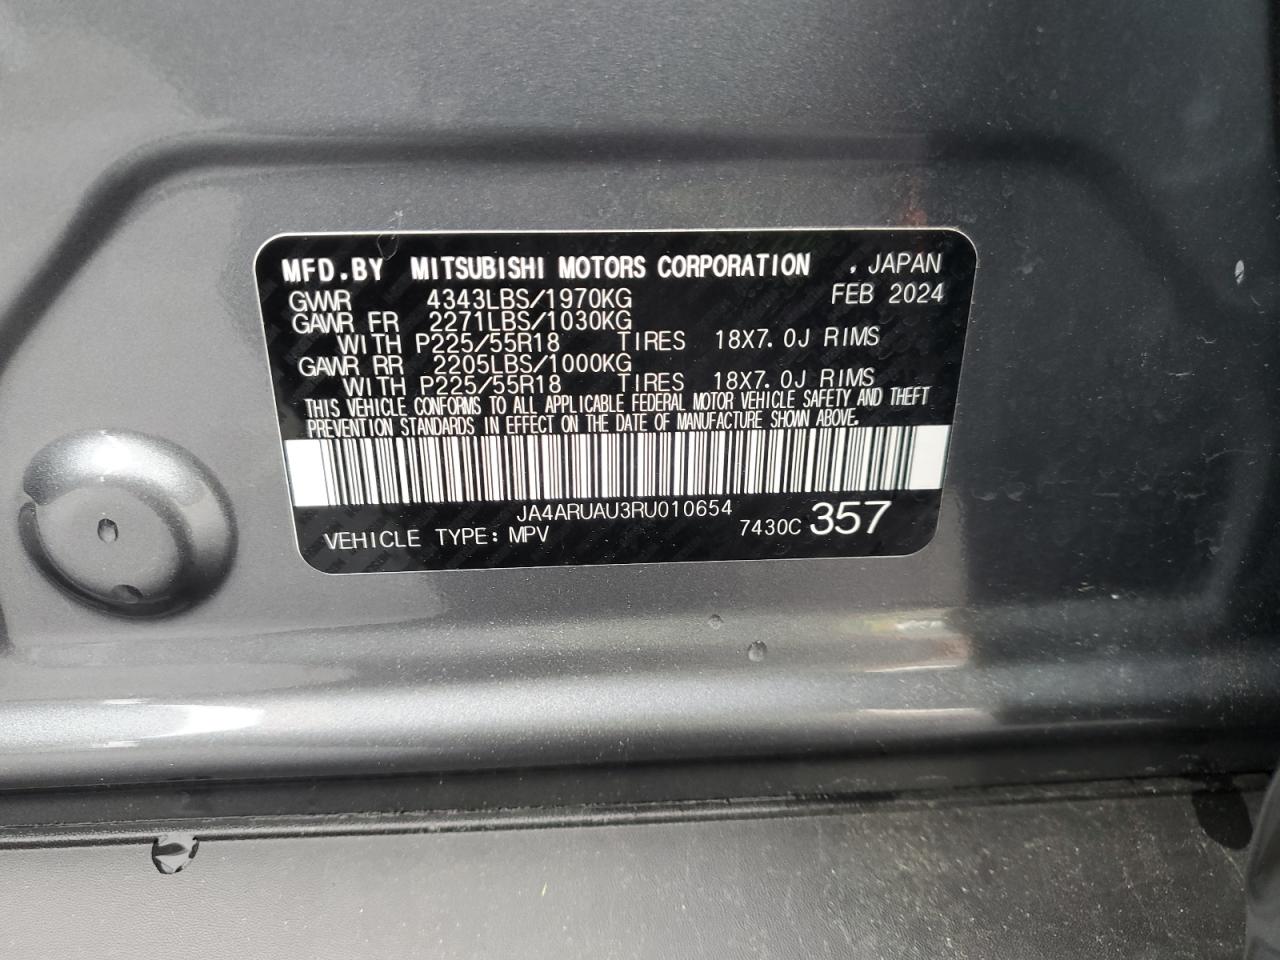 MFD.BY MITSUBISHI MOTORS CORPORATION . JAPAN
GVWR 4343LBS/1970KG FEB 2024
GAWR FR 2271LBS/1030KG
WITH P225/55R18 TIRES 18X7.0J RIMS
GAWR RR 2205LBS/1000KG
WITH P225/55R18 TIRES 18X7.0J RIMS
THIS VEHICLE CONFORMS TO ALL APPLICABLE FEDERAL MOTOR VEHICLE SAFETY AND THEFT
PREVENTION STANDARDS IN EFFECT ON THE DATE OF MANUFACTURE SHOWN ABOVE.
JA4ARUAU3RU010654
VEHICLE TYPE: MPV 7430C 357